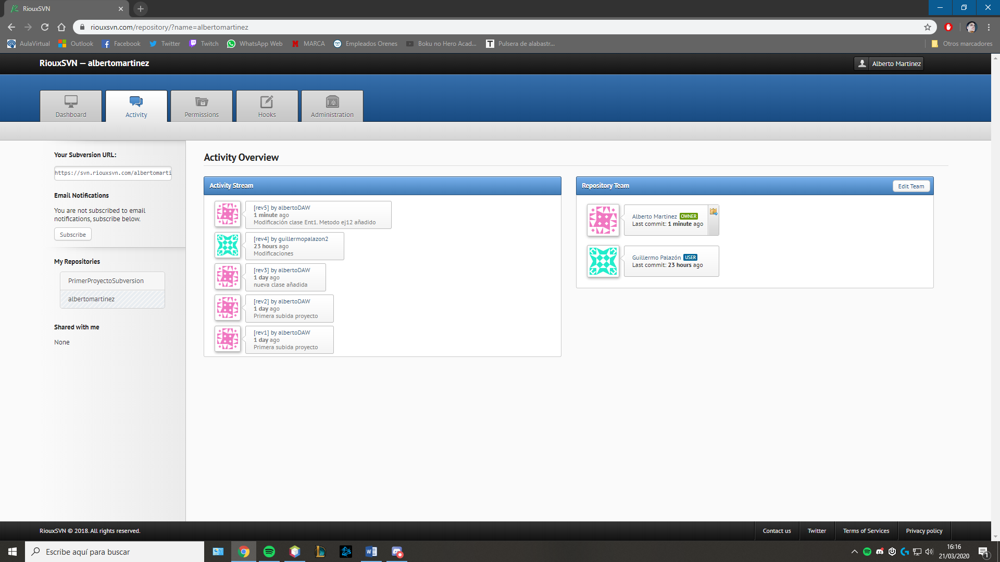 RiouxSVN
riouxsvn.com/repository/?name=albertomartinez
AulaVirtual
Outlook
Facebook
Twitter
Twitch
WhatsApp Web
MARCA
Empleados Orenes
Boku no Hero Acad...
Pulsera de alabastr...
Otros marcadores
RiouxSVN — albertomartinez
Alberto Martinez
Dashboard
Activity
Permissions
Hooks
Administration
Your Subversion URL:
https://svn.riouxsvn.com/albertomarti
Email Notifications
You are not subscribed to email
notifications, subscribe below.
Subscribe
My Repositories
PrimerProyectoSubversion
albertomartinez
Shared with me
None
Activity Overview
Activity Stream
[rev5] by albertoDAW
1 minute ago
Modificación clase Ent1. Metodo ej12 añadido
[rev4] by guillermopalazon2
23 hours ago
Modificaciones
[rev3] by albertoDAW
1 day ago
nueva clase añadida
[rev2] by albertoDAW
1 day ago
Primera subida proyecto
[rev1] by albertoDAW
1 day ago
Primera subida proyecto
Repository Team
Edit Team
Alberto Martinez OWNER
Last commit: 1 minute ago
Guillermo Palazón USER
Last commit: 23 hours ago
RiouxSVN © 2018. All rights reserved.
Contact us
Twitter
Terms of Services
Privacy policy
Escribe aquí para buscar
16:16
21/03/2020
1